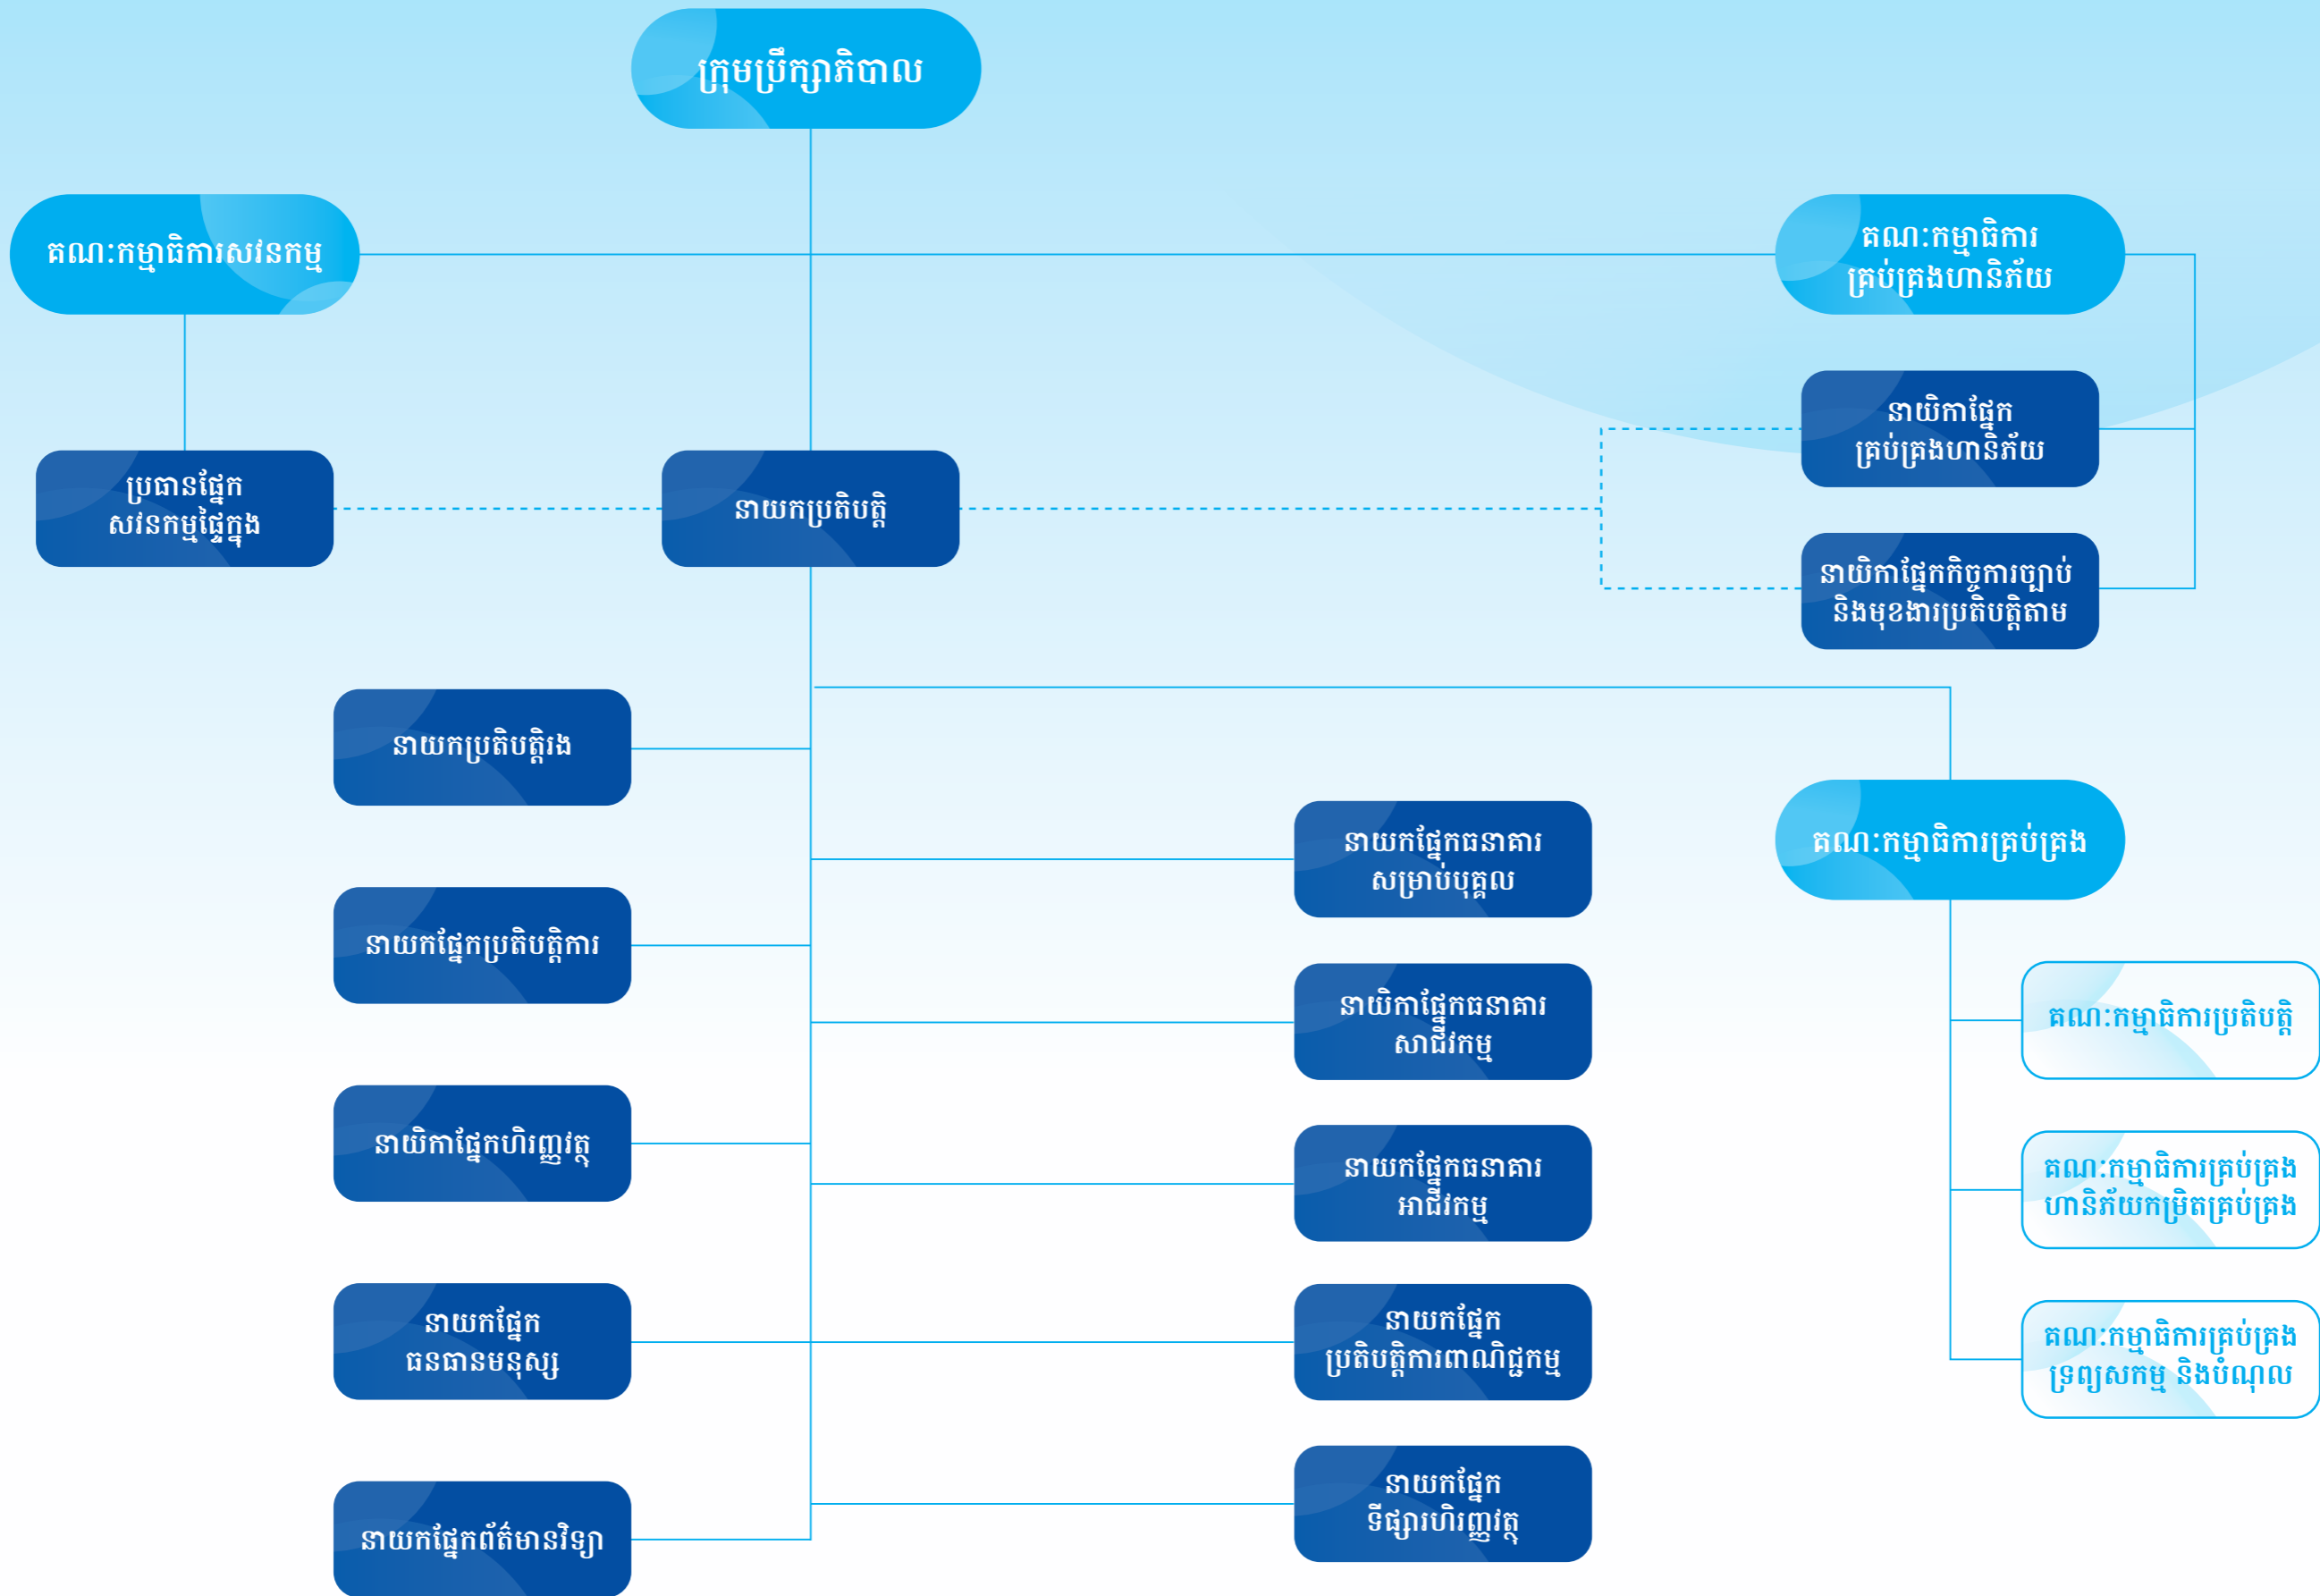 ក្រុមប្រឹក្សាភិបាល
គណៈកម្មាធិការសវនកម្ម
គណៈកម្មាធិការ
គ្រប់គ្រងហានិភ័យ
នាយិកាផ្នែក
គ្រប់គ្រងហានិភ័យ
ប្រធានផ្នែក
សវនកម្មផ្ទៃក្នុង
នាយកប្រតិបត្តិ
នាយិកាផ្នែកកិច្ចការច្បាប់
និងមុខងារប្រតិបត្តិតាម
នាយកប្រតិបត្តិរង
នាយកផ្នែកធនាគារ
សម្រាប់បុគ្គល
គណៈកម្មាធិការគ្រប់គ្រង
នាយកផ្នែកប្រតិបត្តិការ
នាយិកាផ្នែកធនាគារ
សាជីវកម្ម
គណៈកម្មាធិការប្រតិបត្តិ
នាយិកាផ្នែកហិរញ្ញវត្ថុ
នាយកផ្នែកធនាគារ
អាជីវកម្ម
គណៈកម្មាធិការគ្រប់គ្រង
ហានិភ័យកម្រិតគ្រប់គ្រង
នាយកផ្នែក
ធនធានមនុស្ស
នាយកផ្នែក
ប្រតិបត្តិការពាណិជ្ជកម្ម
គណៈកម្មាធិការគ្រប់គ្រង
ទ្រព្យសកម្ម និងបំណុល
នាយកផ្នែកព័ត៌មានវិទ្យា
នាយកផ្នែក
ទីផ្សារហិរញ្ញវត្ថុ